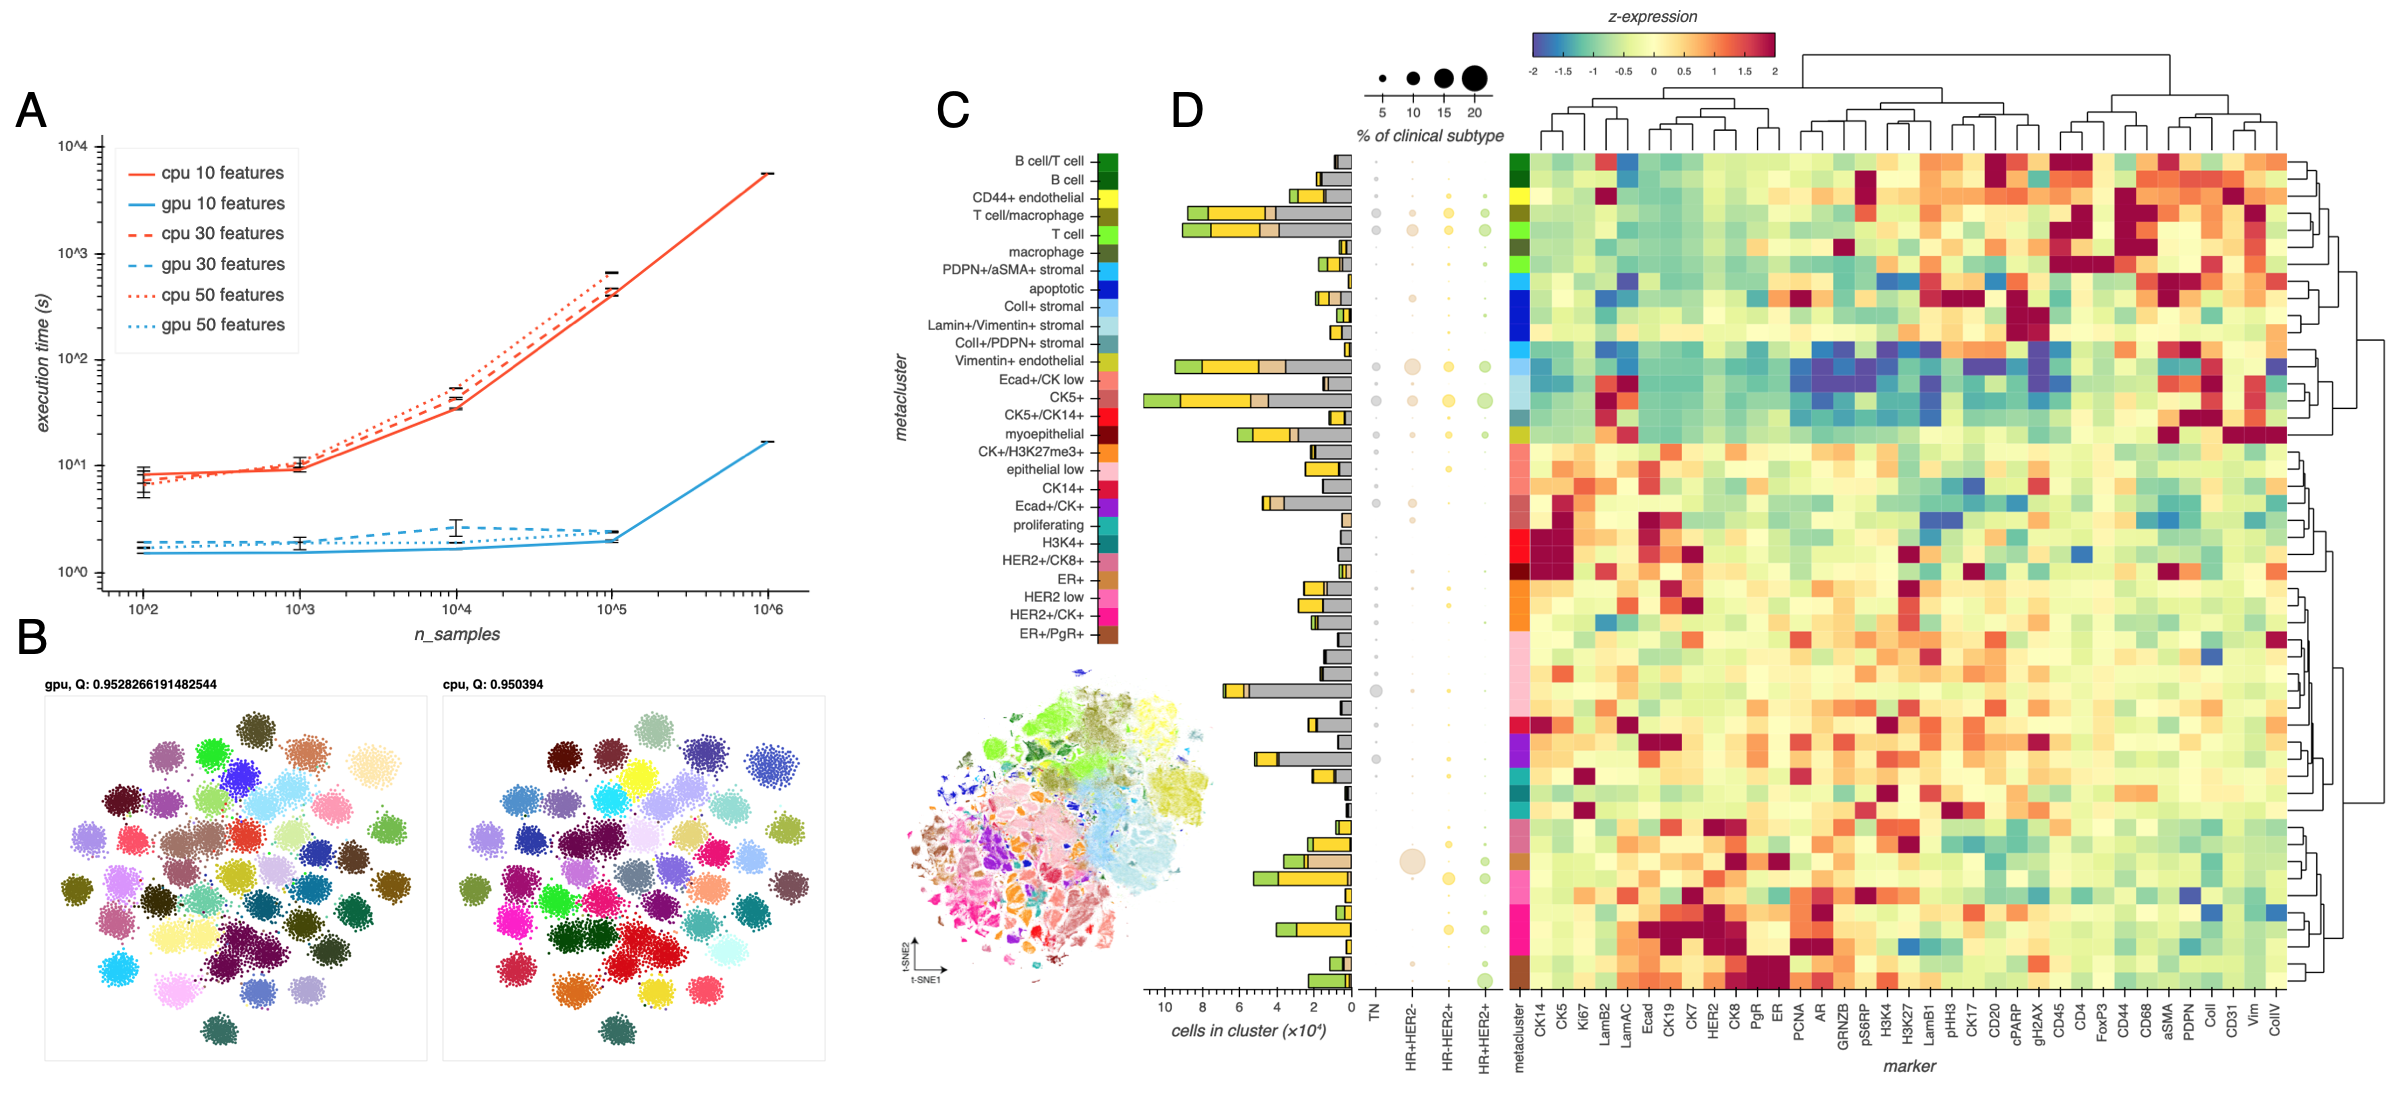 A
10^4
10^3
10^2
10^1
10^0
execution time (s)
cpu 10 features
gpu 10 features
cpu 30 features
gpu 30 features
cpu 50 features
gpu 50 features
10^2
10^3
10^4
10^5
10^6
n_samples
B
gpu, Q: 0.9528266191482544
cpu, Q: 0.950394
C
metacluster
B cell/T cell
B cell
CD44+ endothelial
T cell/macrophage
T cell
macrophage
PDPN+/aSMA+ stromal
apoptotic
ColI+ stromal
Lamin+/Vimentin+ stromal
ColI+/PDPN+ stromal
Vimentin+ endothelial
Ecad+/CK low
CK5+
CK5+/CK14+
myoepithelial
CK+/H3K27me3+
epithelial low
CK14+
Ecad+/CK+
proliferating
H3K4+
HER2+/CK8+
ER+
HER2 low
HER2+/CK+
ER+/PgR+
t-SNE2
t-SNE1
D
5 10 15 20
% of clinical subtype
z-expression
-2 -1.5 -1 -0.5 0 0.5 1 1.5 2
10 8 6 4 2 0
cells in cluster (×10⁴)
TN
HR+HER2-
HR-HER2+
HR+HER2+
metacluster
CK14
CK5
Ki67
LamB2
LamAC
Ecad
CK19
CK7
HER2
CK8
PgR
ER
PCNA
AR
GRNZB
pS6RP
H3K4
H3K27
LamB1
pHH3
CK17
CD20
cPARP
gH2AX
CD45
CD4
FoxP3
CD44
CD68
aSMA
PDPN
ColI
CD31
Vim
ColIV
marker